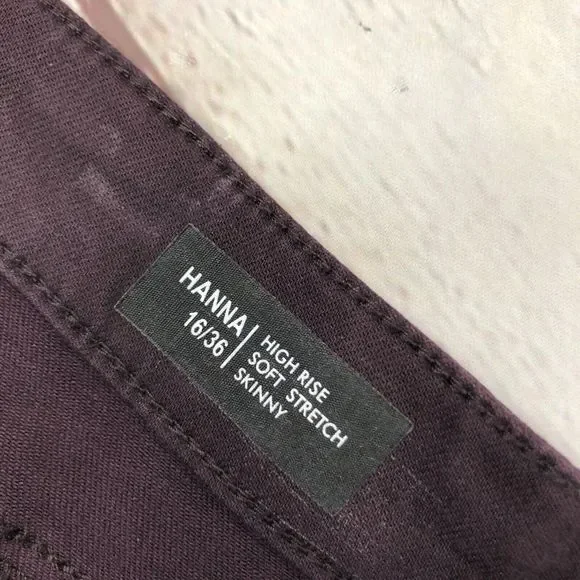 HANNA
16/36
HIGH RISE
SOFT STRETCH
SKINNY